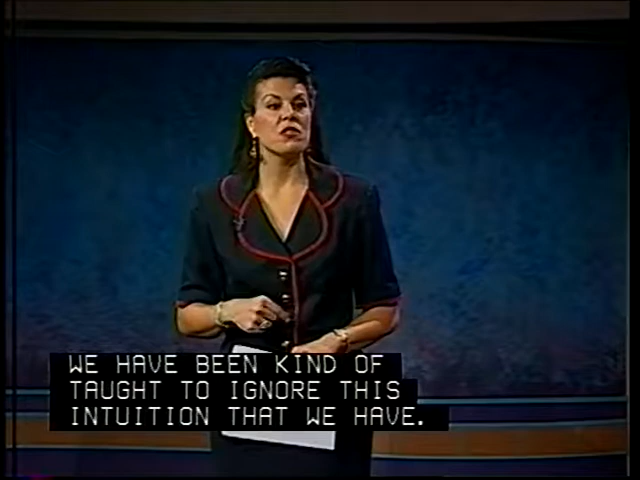 WE HAVE BEEN KIND OF
TAUGHT TO IGNORE THIS
INTUITION THAT WE HAVE.